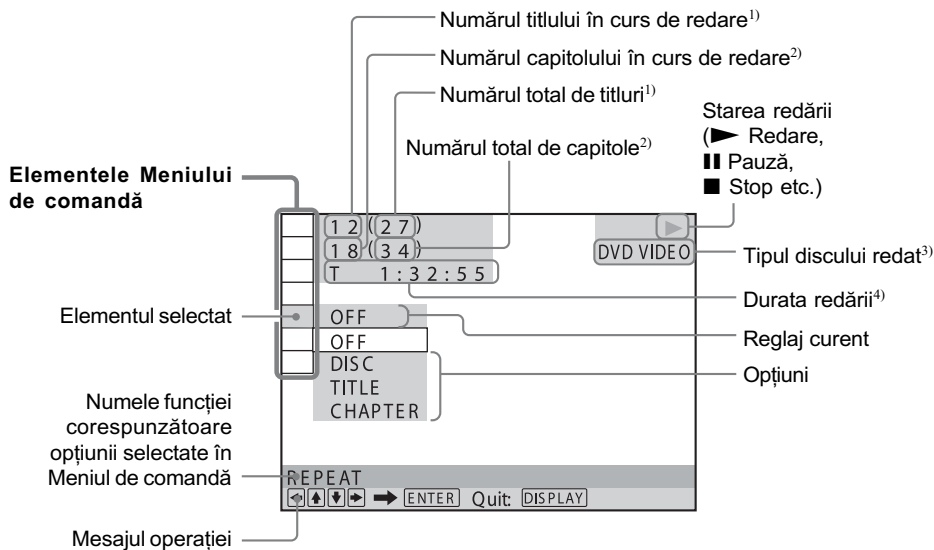 Numărul titlului în curs de redare1)
Numărul capitolului în curs de redare2)
Numărul total de titluri1)
Numărul total de capitole2)
Starea redării
(► Redare,
❚❚ Pauză,
■ Stop etc.)
Elementele Meniului
de comandă
12 (27)
18 (34)
T 1:32:55
►
DVD VIDEO
Tipul discului redat3)
Durata redării4)
Elementul selectat
OFF
Reglaj curent
OFF
DISC
TITLE
CHAPTER
Opțiuni
Numele funcției
corespunzătoare
opțiunii selectate în
Meniul de comandă
REPEAT
←↑↓→ ➡ ENTER Quit: DISPLAY
Mesajul operației